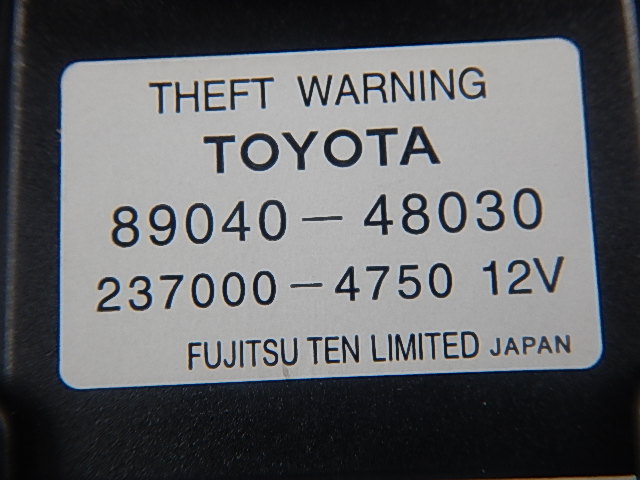 THEFT WARNING
TOYOTA
89040-48030
237000-4750 12V
FUJITSU TEN LIMITED JAPAN